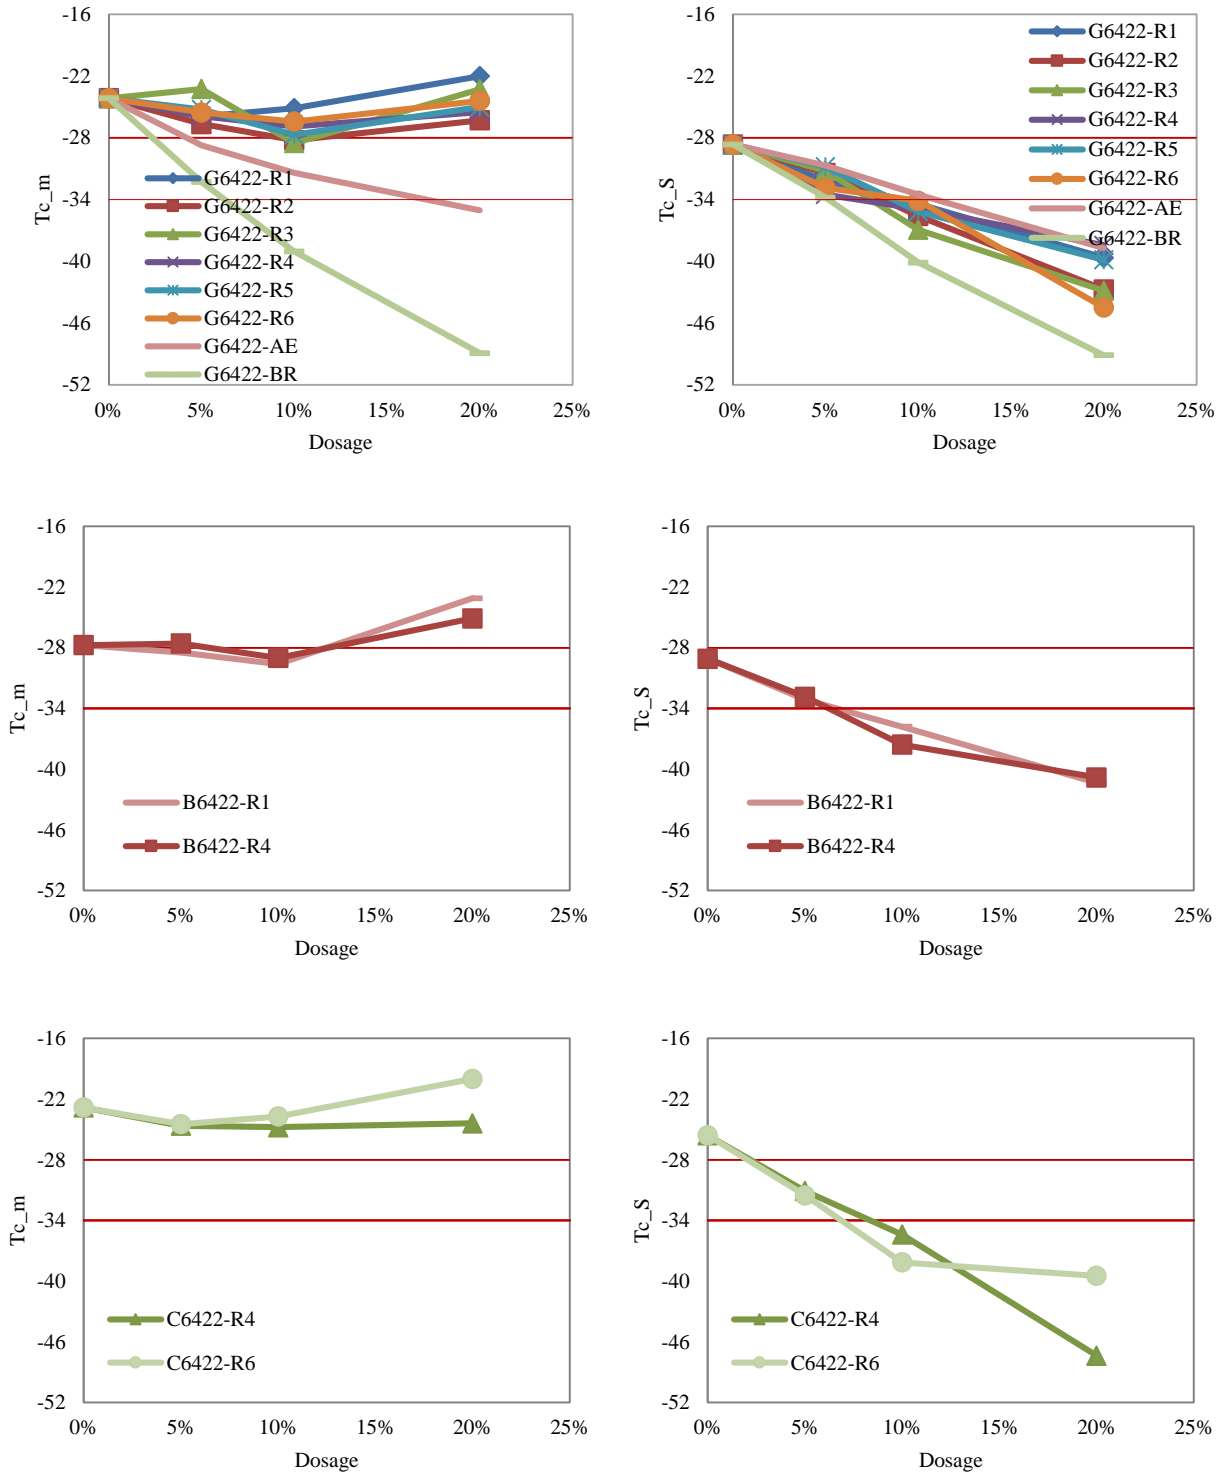 -16
-22
-28
-34
-40
-46
-52
Tc_m
G6422-R1
G6422-R2
G6422-R3
G6422-R4
G6422-R5
G6422-R6
G6422-AE
G6422-BR
0% 5% 10% 15% 20% 25%
Dosage
-16
-22
-28
-34
-40
-46
-52
Tc_S
G6422-R1
G6422-R2
G6422-R3
G6422-R4
G6422-R5
G6422-R6
G6422-AE
G6422-BR
0% 5% 10% 15% 20% 25%
Dosage
-16
-22
-28
-34
-40
-46
-52
Tc_m
B6422-R1
B6422-R4
0% 5% 10% 15% 20% 25%
Dosage
-16
-22
-28
-34
-40
-46
-52
Tc_S
B6422-R1
B6422-R4
0% 5% 10% 15% 20% 25%
Dosage
-16
-22
-28
-34
-40
-46
-52
Tc_m
C6422-R4
C6422-R6
0% 5% 10% 15% 20% 25%
Dosage
-16
-22
-28
-34
-40
-46
-52
Tc_S
C6422-R4
C6422-R6
0% 5% 10% 15% 20% 25%
Dosage